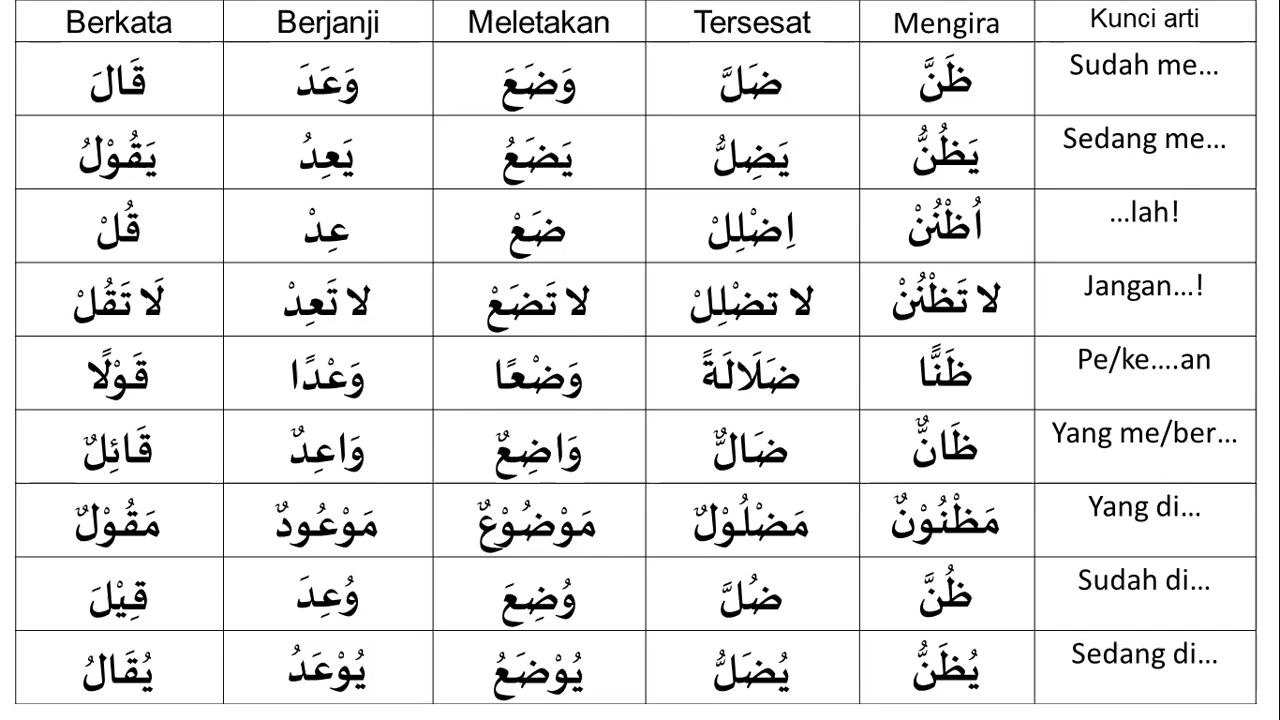 Berkata Berjanji Meletakan Tersesat Mengira Kunci arti
قَالَ وَعَدَ وَضَعَ ضَلَّ ظَنَّ Sudah me...
يَقُوْلُ يَعِدُ يَضَعُ يَضِلُّ يَظُنُّ Sedang me...
قُلْ عِدْ ضَعْ اِضْلِلْ اُظْنُنْ ...lah!
لَا تَقُلْ لا تَعِدْ لا تَضَعْ لا تضْلِلْ لا تَظْنُنْ Jangan...!
قَوْلًا وَعْدًا وَضْعًا ضَلَالَةً ظَنًّا Pe/ke....an
قَائِلٌ وَاعِدٌ وَاضِعٌ ضَالٌّ ظَانٌّ Yang me/ber...
مَقُوْلٌ مَوْعُودٌ مَوْضُوْعٌ مَضْلُوْلٌ مَظْنُوْنٌ Yang di...
قِيْلَ وُعِدَ وُضِعَ ضُلَّ ظُنَّ Sudah di...
يُقَالُ يُوْعَدُ يُوْضَعُ يُضَلُّ يُظَنُّ Sedang di...